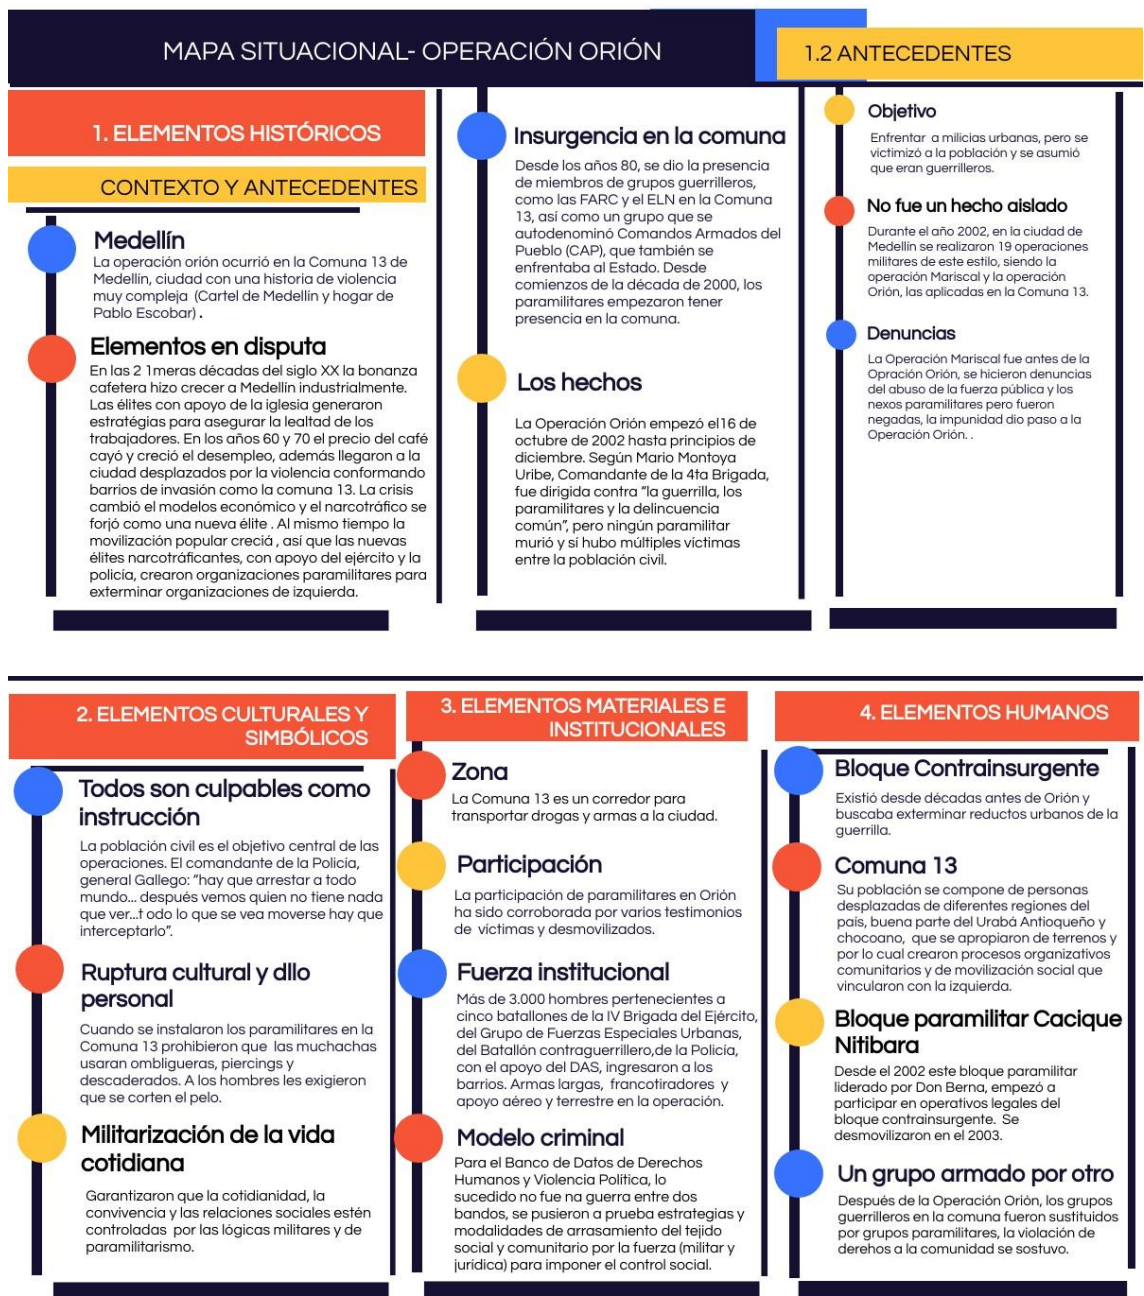 MAPA SITUACIONAL- OPERACIÓN ORIÓN
1. ELEMENTOS HISTÓRICOS
CONTEXTO Y ANTECEDENTES
Medellín
La operación orión ocurrió en la Comuna 13 de
Medellín, ciudad con una historia de violencia
muy compleja (Cartel de Medellín y hogar de
Pablo Escobar) .
Elementos en disputa
En las 2 1meras décadas del siglo XX la bonanza
cafetera hizo crecer a Medellín industrialmente.
Las élites con apoyo de la iglesia generaron
estratégias para asegurar la lealtad de los
trabajadores. En los años 60 y 70 el precio del café
cayó y creció el desempleo, además llegaron a la
ciudad desplazados por la violencia conformando
barrios de invasión como la comuna 13. La crisis
cambió el modelos económico y el narcotráfico se
forjó como una nueva élite . Al mismo tiempo la
movilización popular creciá , así que las nuevas
élites narcotráficantes, con apoyo del ejército y la
policía, crearon organizaciones paramilitares para
exterminar organizaciones de izquierda.
Insurgencia en la comuna
Desde los años 80, se dio la presencia
de miembros de grupos guerrilleros,
como las FARC y el ELN en la Comuna
13, así como un grupo que se
autodenominó Comandos Armados del
Pueblo (CAP), que también se
enfrentaba al Estado. Desde
comienzos de la década de 2000, los
paramilitares empezaron tener
presencia en la comuna.
Los hechos
La Operación Orión empezó el16 de
octubre de 2002 hasta principios de
diciembre. Según Mario Montoya
Uribe, Comandante de la 4ta Brigada,
fue dirigida contra "la guerrilla, los
paramilitares y la delincuencia
común", pero ningún paramilitar
murió y sí hubo múltiples víctimas
entre la población civil.
1.2 ANTECEDENTES
Objetivo
Enfrentar a milicias urbanas, pero se
victimizó a la población y se asumió
que eran guerrilleros.
No fue un hecho aislado
Durante el año 2002, en la ciudad de
Medellín se realizaron 19 operaciones
militares de este estilo, siendo la
operación Mariscal y la operación
Orión, las aplicadas en la Comuna 13.
Denuncias
La Operación Mariscal fue antes de la
Opración Orión, se hicieron denuncias
del abuso de la fuerza pública y los
nexos paramilitares pero fueron
negadas, la impunidad dio paso a la
Operación Orión. .
2. ELEMENTOS CULTURALES Y
SIMBÓLICOS
Todos son culpables como
instrucción
La población civil es el objetivo central de las
operaciones. El comandante de la Policía,
general Gallego: "hay que arrestar a todo
mundo... después vemos quien no tiene nada
que ver...t odo lo que se vea moverse hay que
interceptarlo".
Ruptura cultural y dllo
personal
Cuando se instalaron los paramilitares en la
Comuna 13 prohibieron que las muchachas
usaran ombligueras, piercings y
descaderados. A los hombres les exigieron
que se corten el pelo.
Militarización de la vida
cotidiana
Garantizaron que la cotidianidad, la
convivencia y las relaciones sociales estén
controladas por las lógicas militares y de
paramilitarismo.
3. ELEMENTOS MATERIALES E
INSTITUCIONALES
Zona
La Comuna 13 es un corredor para
transportar drogas y armas a la ciudad.
Participación
La participación de paramilitares en Orión
ha sido corroborada por varios testimonios
de víctimas y desmovilizados.
Fuerza institucional
Más de 3.000 hombres pertenecientes a
cinco batallones de la IV Brigada del Ejército,
del Grupo de Fuerzas Especiales Urbanas,
del Batallón contraguerrillero,de la Policía,
con el apoyo del DAS, ingresaron a los
barrios. Armas largas, francotiradores y
apoyo aéreo y terrestre en la operación.
Modelo criminal
Para el Banco de Datos de Derechos
Humanos y Violencia Política, lo
sucedido no fue na guerra entre dos
bandos, se pusieron a prueba estrategias y
modalidades de arrasamiento del tejido
social y comunitario por la fuerza (militar y
jurídica) para imponer el control social.
4. ELEMENTOS HUMANOS
Bloque Contrainsurgente
Existió desde décadas antes de Orión y
buscaba exterminar reductos urbanos de la
guerrilla.
Comuna 13
Su población se compone de personas
desplazadas de diferentes regiones del
país, buena parte del Urabá Antioqueño y
chocoano, que se apropiaron de terrenos y
por lo cual crearon procesos organizativos
comunitarios y de movilización social que
vincularon con la izquierda.
Bloque paramilitar Cacique
Nitibara
Desde el 2002 este bloque paramilitar
liderado por Don Berna, empezó a
participar en operativos legales del
bloque contrainsurgente. Se
desmovilizaron en el 2003.
Un grupo armado por otro
Después de la Operación Orión, los grupos
guerrilleros en la comuna fueron sustituidos
por grupos paramilitares, la violación de
derehos a la comunidad se sostuvo.